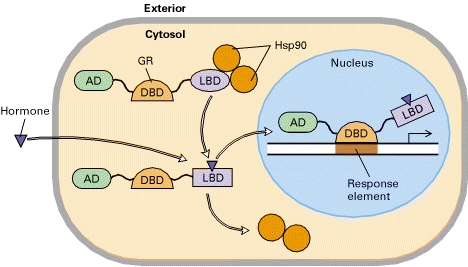 Exterior
Cytosol
GR
Hsp90
AD
DBD
LBD
Nucleus
Hormone
AD
DBD
LBD
AD
DBD
LBD
Response
element